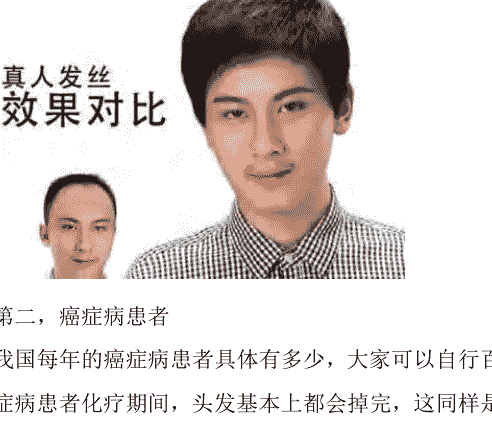 真人发丝
效果对比
第二，癌症病患者
我国每年的癌症病患者具体有多少，大家可以自行百
症病患者化疗期间，头发基本上都会掉完，这同样是